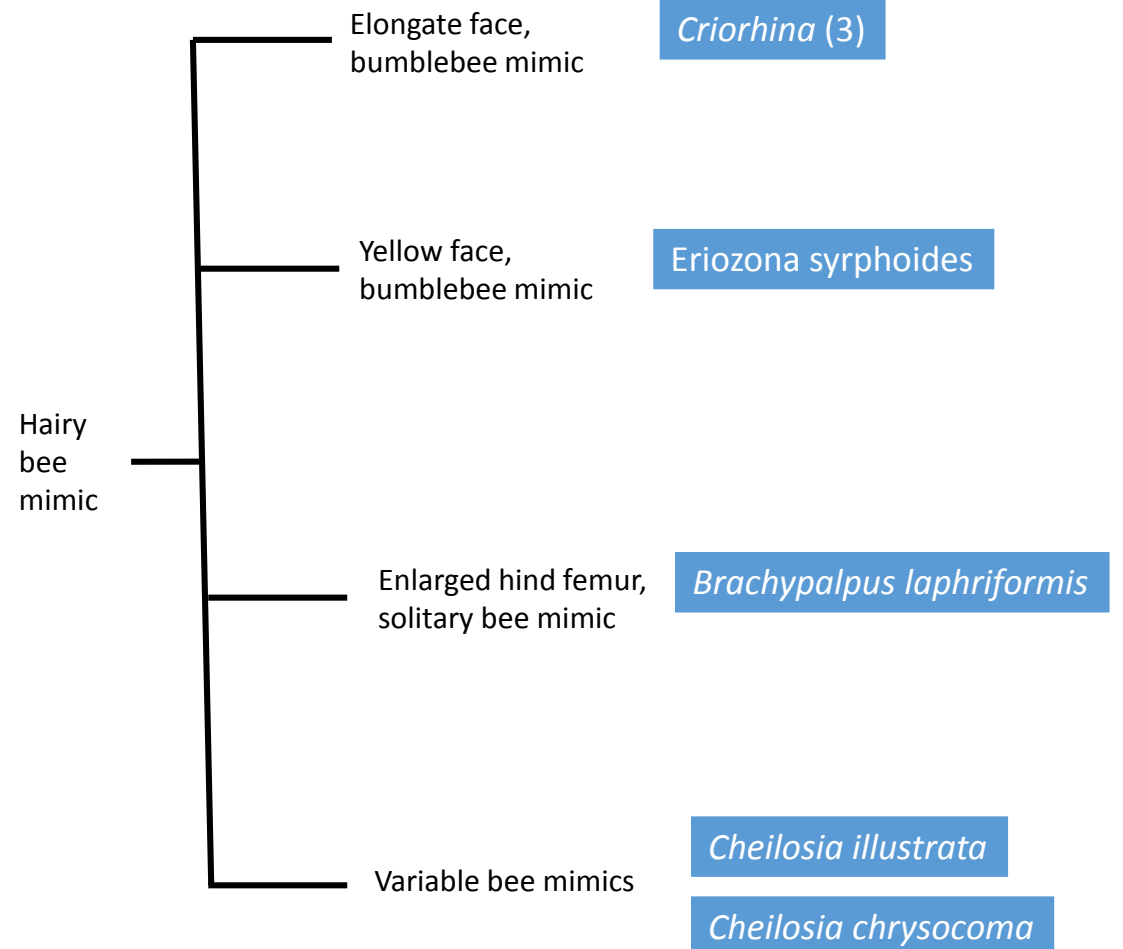 Elongate face,
bumblebee mimic
Criorhina (3)
Yellow face,
bumblebee mimic
Eriozona syrphoides
Hairy
bee
mimic
Enlarged hind femur,
solitary bee mimic
Brachypalpus laphriformis
Variable bee mimics
Cheilosia illustrata
Cheilosia chrysocoma